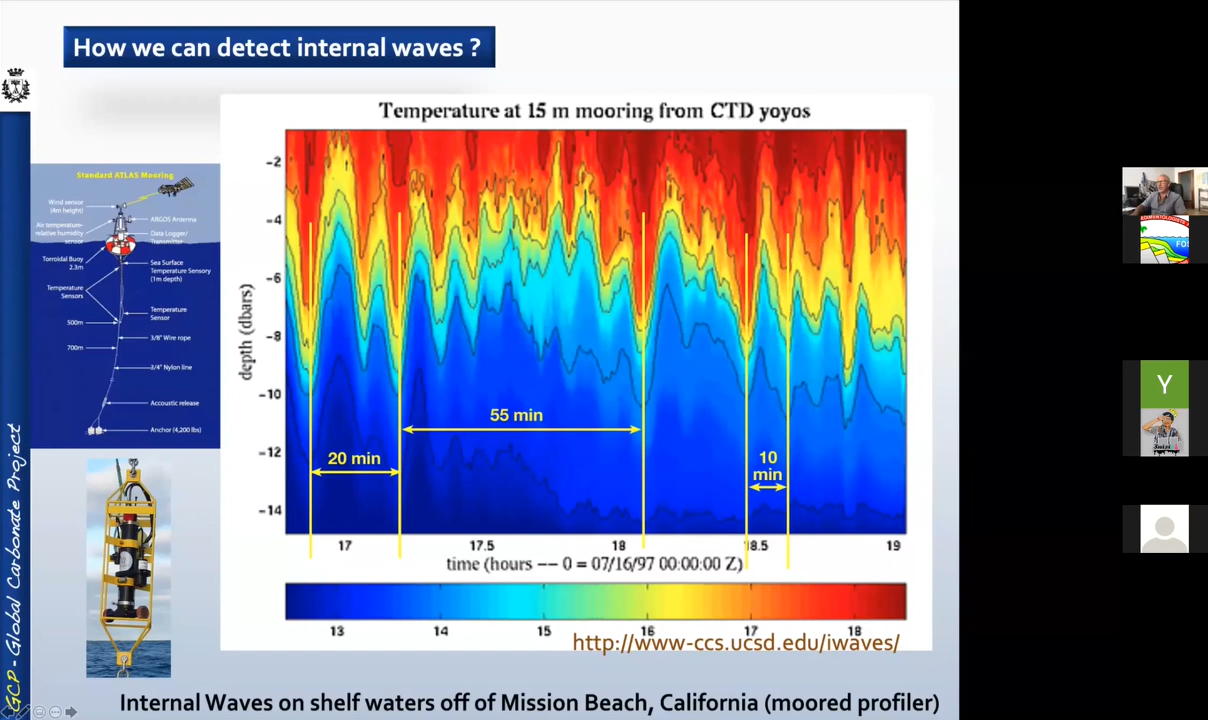 How we can detect internal waves ?
Temperature at 15 m mooring from CTD yoyos
-2
-4
-6
-8
-10
-12
-14
depth (dbars)
20 min
55 min
10
min
17
17.5
18
18.5
19
time (hours -- 0 = 07/16/97 00:00:00 Z)
13
14
15
16
17
18
http://www-ccs.ucsd.edu/iwaves/
Internal Waves on shelf waters off of Mission Beach, California (moored profiler)
Standard ATLAS Mooring
Wind sensor
(4m height)
Air temperature-
relative humidity
sensor
Torroidal Buoy
2.3m
Temperature
Sensors
500m
700m
ARGOS Antenna
Data Logger/
Transmitter
Sea Surface
Temperature Sensory
(1m depth)
Temperature
Sensor
3/8" Wire rope
3/4" Nylon line
Accoustic release
Anchor (4,200 lbs)
GCP - Global Carbonate Project
FOS
Y